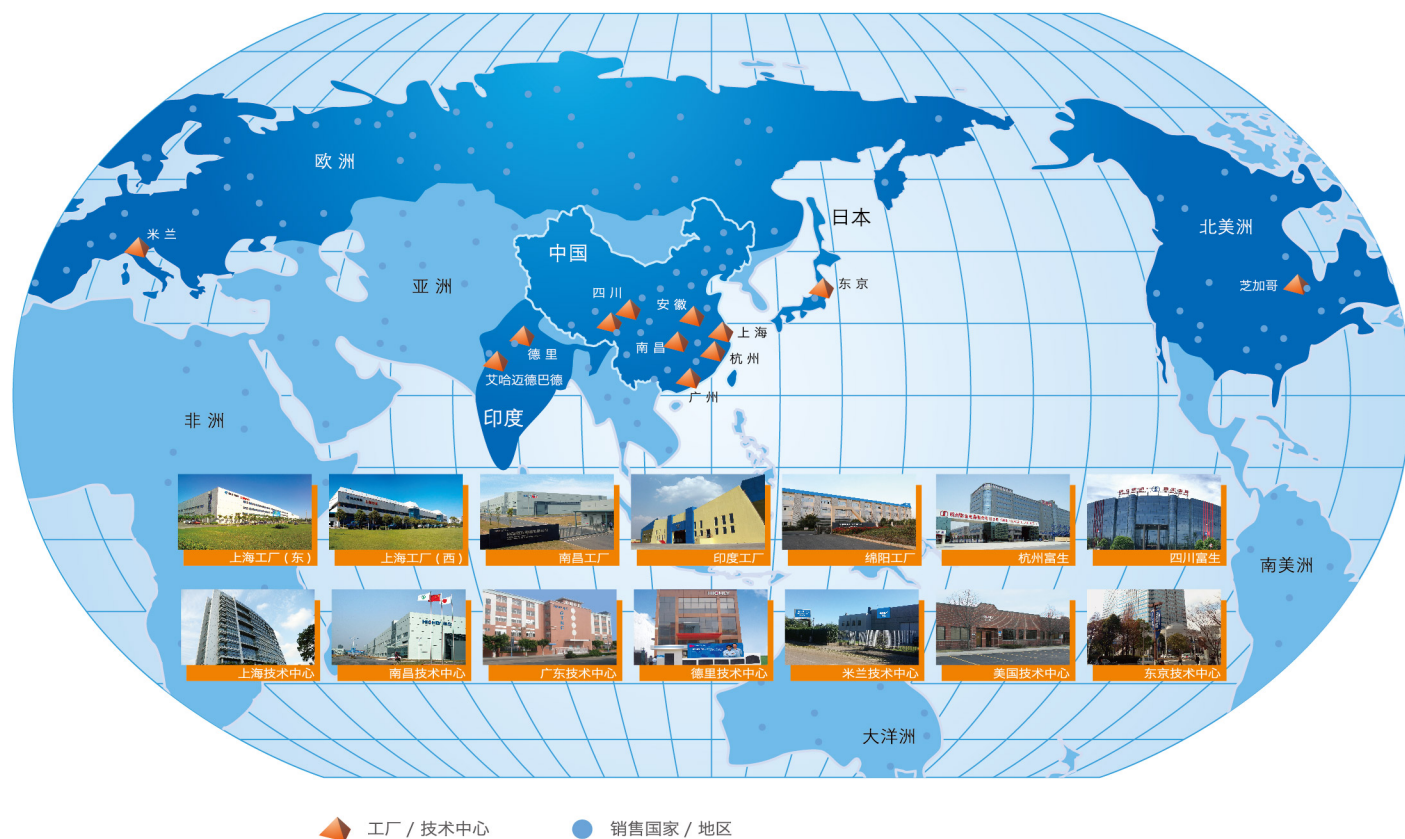 欧洲
米兰
日本
北美洲
中国
亚洲
四川
安徽
东京
芝加哥
上海
南昌
德里
杭州
艾哈迈德巴德
广州
非洲
印度
上海工厂(东)
上海工厂(西)
南昌工厂
印度工厂
绵阳工厂
杭州富生
四川富生
南美洲
上海技术中心
南昌技术中心
广东技术中心
德里技术中心
米兰技术中心
美国技术中心
东京技术中心
大洋洲
工厂 / 技术中心
销售国家 / 地区